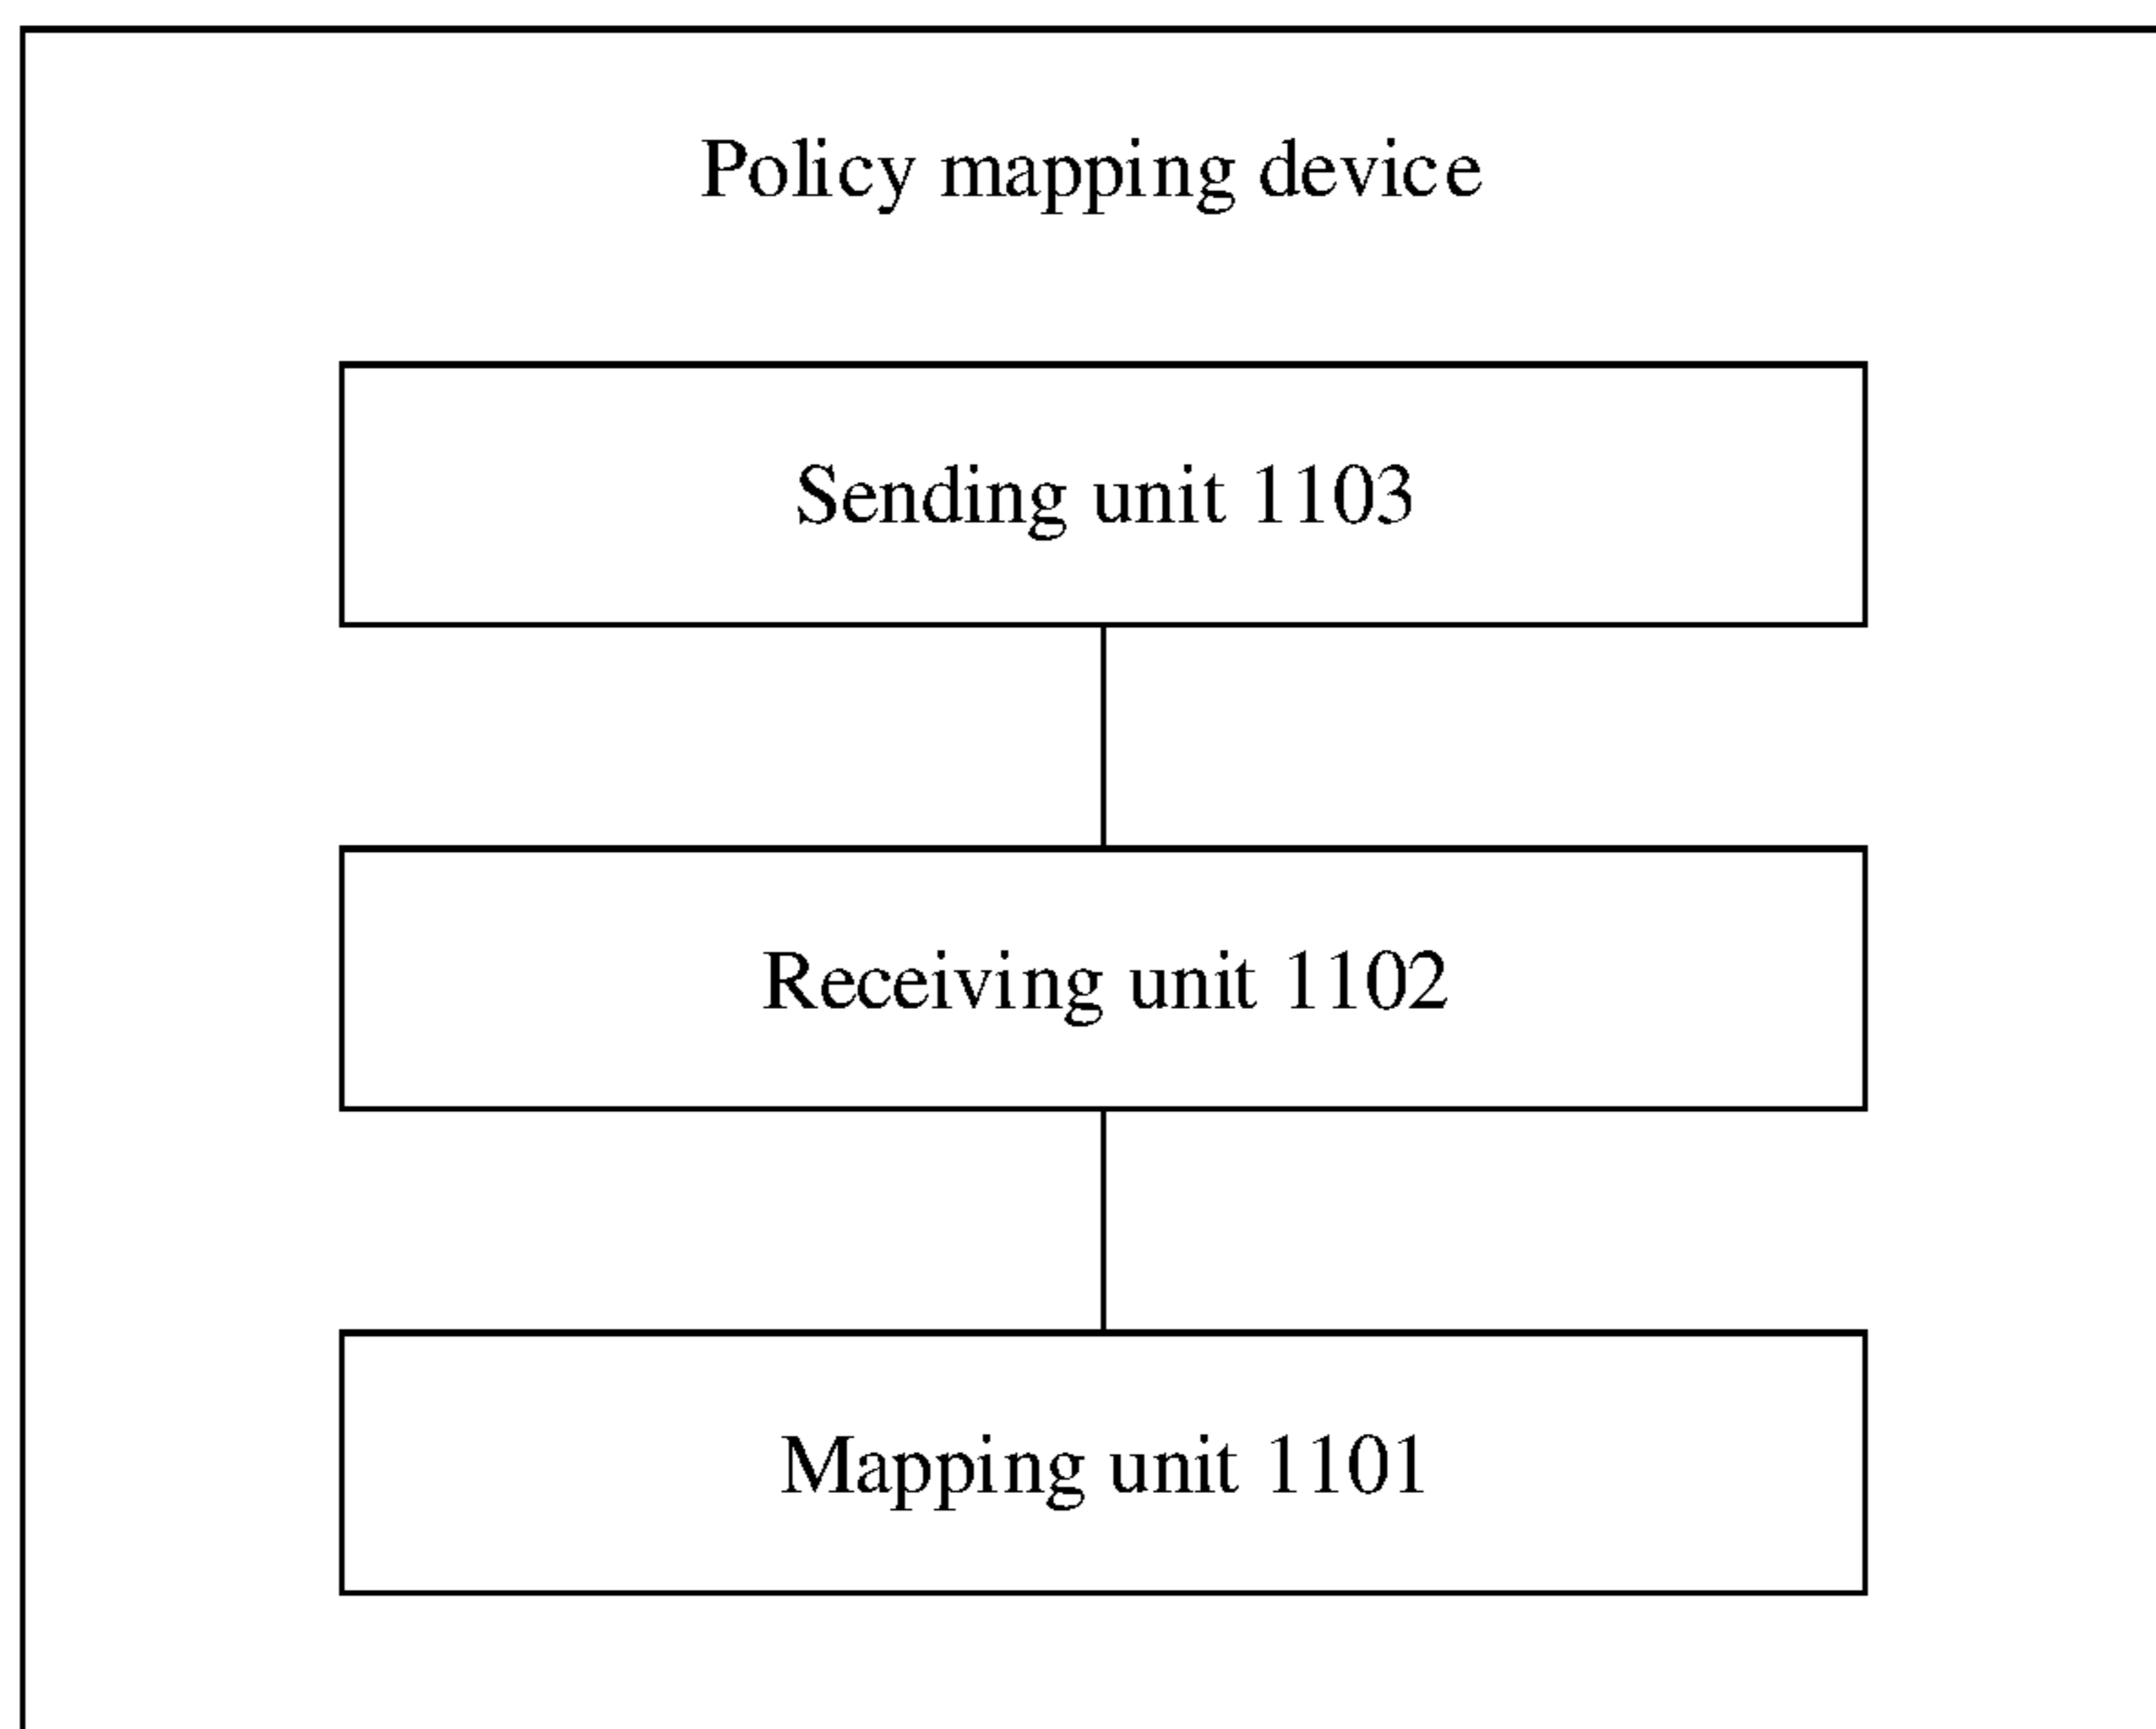 Policy mapping device
Sending unit 1103
Receiving unit 1102
Mapping unit 1101